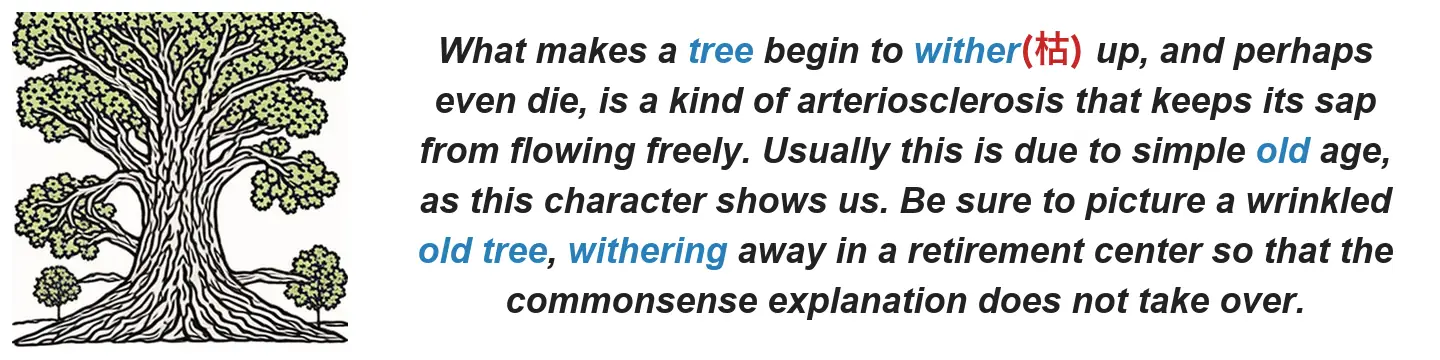 What makes a tree begin to wither(枯) up, and perhaps
even die, is a kind of arteriosclerosis that keeps its sap
from flowing freely. Usually this is due to simple old age,
as this character shows us. Be sure to picture a wrinkled
old tree, withering away in a retirement center so that the
commonsense explanation does not take over.